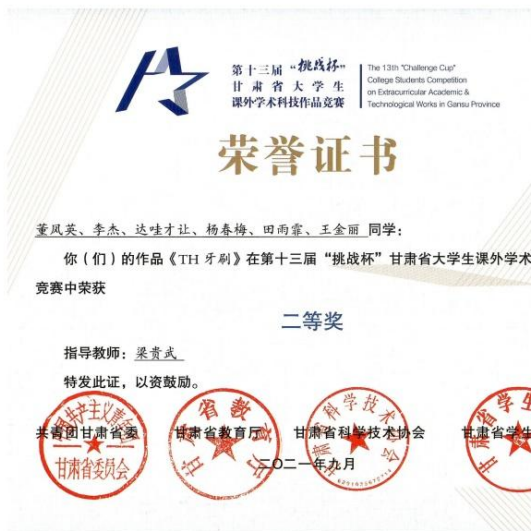 第十三届 “挑战杯”
甘肃省大学生
课外学术科技作品竞赛
The 13th "Challenge Cup"
College Students Competition
on Extracurricular Academic &
Technological Works in Gansu Province
荣誉证书
董凤英、李杰、达哇才让、杨春梅、田雨霏、王金丽 同学：
你（们）的作品《TH 牙刷》在第十三届“挑战杯”甘肃省大学生课外学术
竞赛中荣获
二等奖
指导教师：梁贵武
特发此证，以资鼓励。
共青团甘肃省委 甘肃省教育厅 甘肃省科学技术协会 甘肃省学生
二〇二一年九月
甘肃省委员会